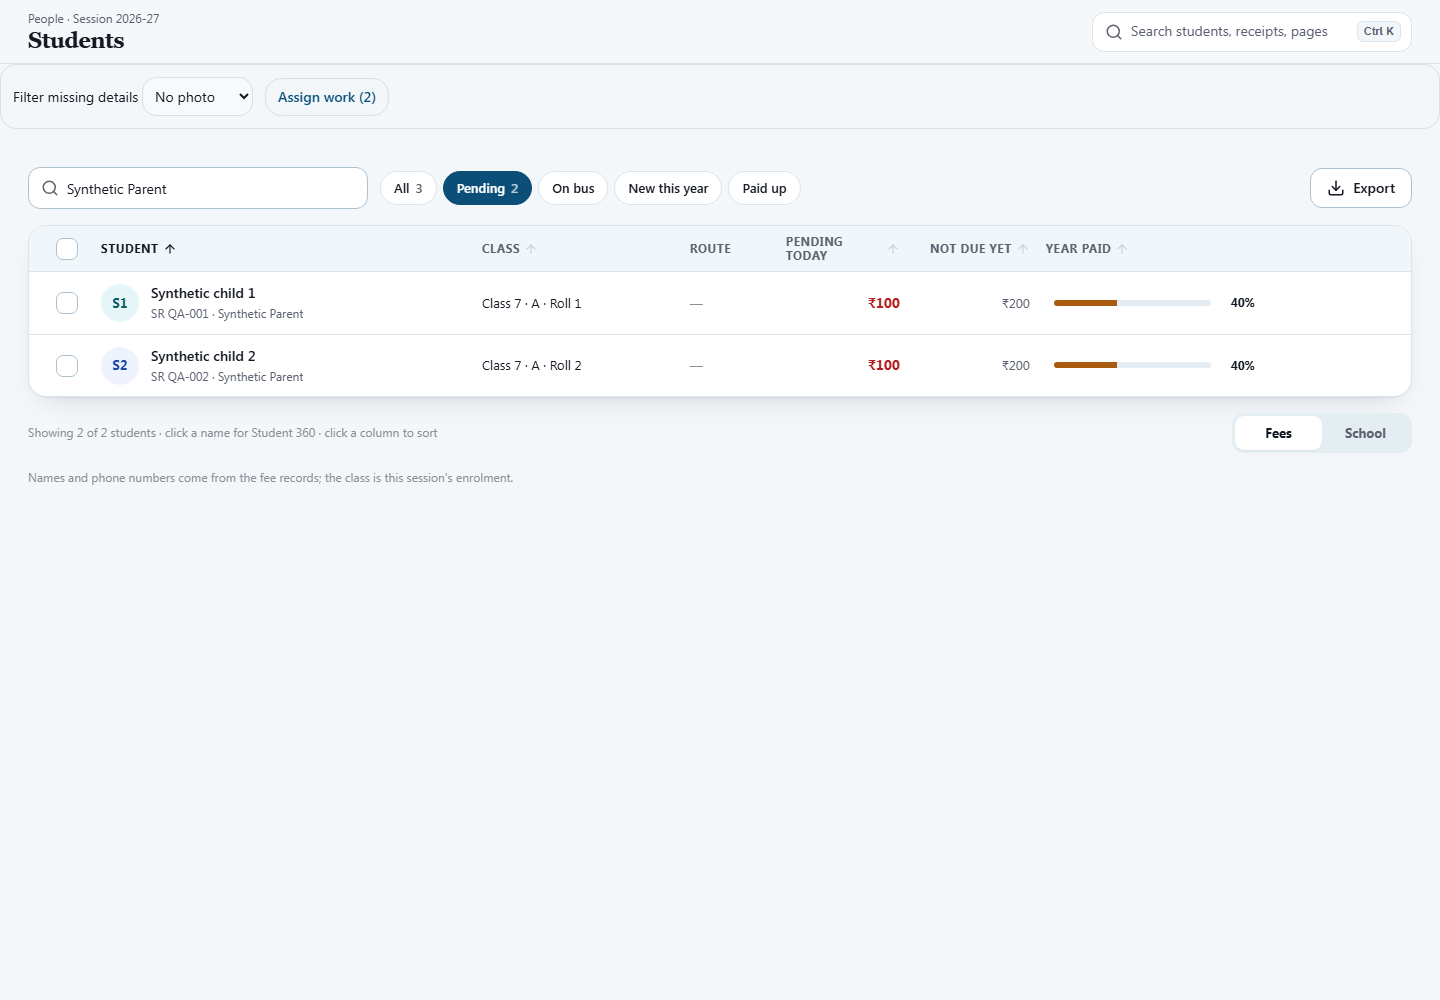 People · Session 2026-27
Students
Search students, receipts, pages Ctrl K
Filter missing details No photo Assign work (2)
Synthetic Parent All 3 Pending 2 On bus New this year Paid up Export
STUDENT CLASS ROUTE PENDING TODAY NOT DUE YET YEAR PAID
S1 Synthetic child 1
SR QA-001 · Synthetic Parent
Class 7 · A · Roll 1 — ₹100 ₹200 40%
S2 Synthetic child 2
SR QA-002 · Synthetic Parent
Class 7 · A · Roll 2 — ₹100 ₹200 40%
Showing 2 of 2 students · click a name for Student 360 · click a column to sort
Fees School
Names and phone numbers come from the fee records; the class is this session's enrolment.